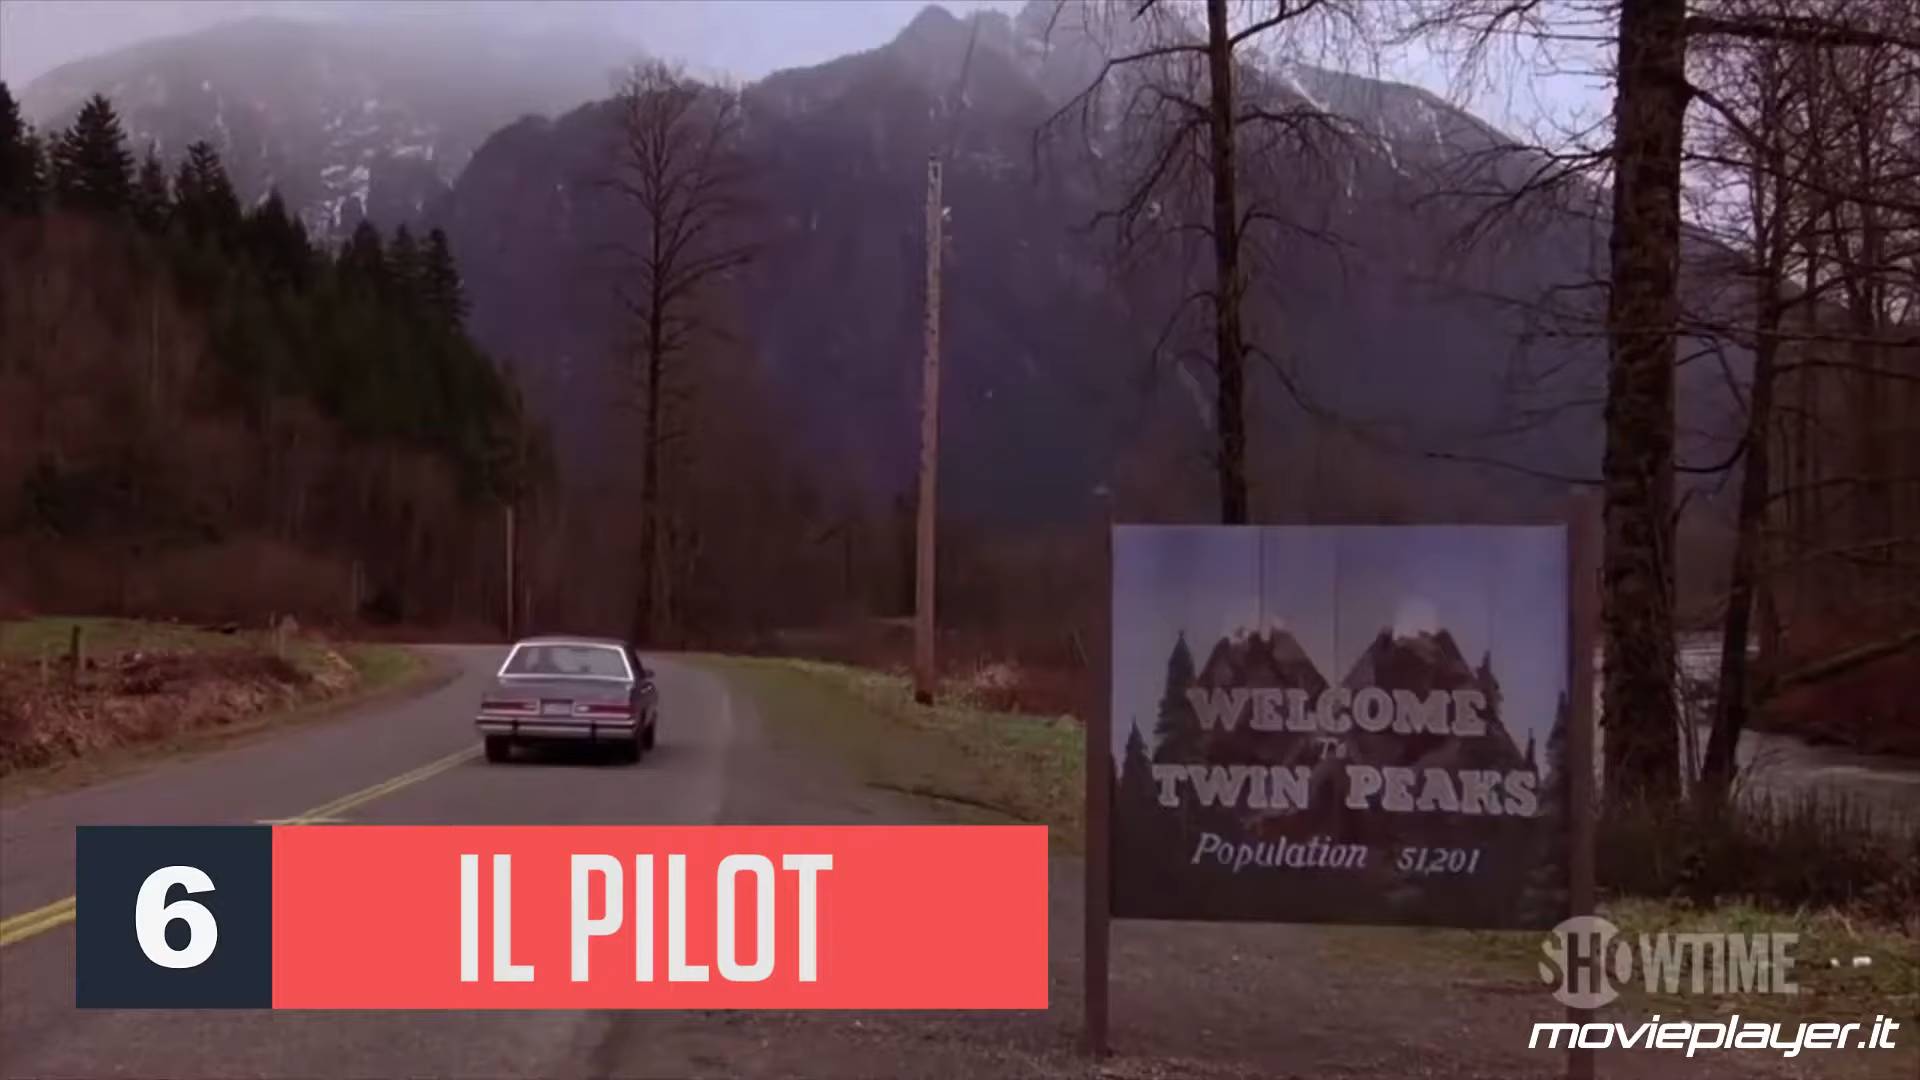 WELCOME
To
TWIN PEAKS
Population 51,201
6 IL PILOT
SHOWTIME
movieplayer.it